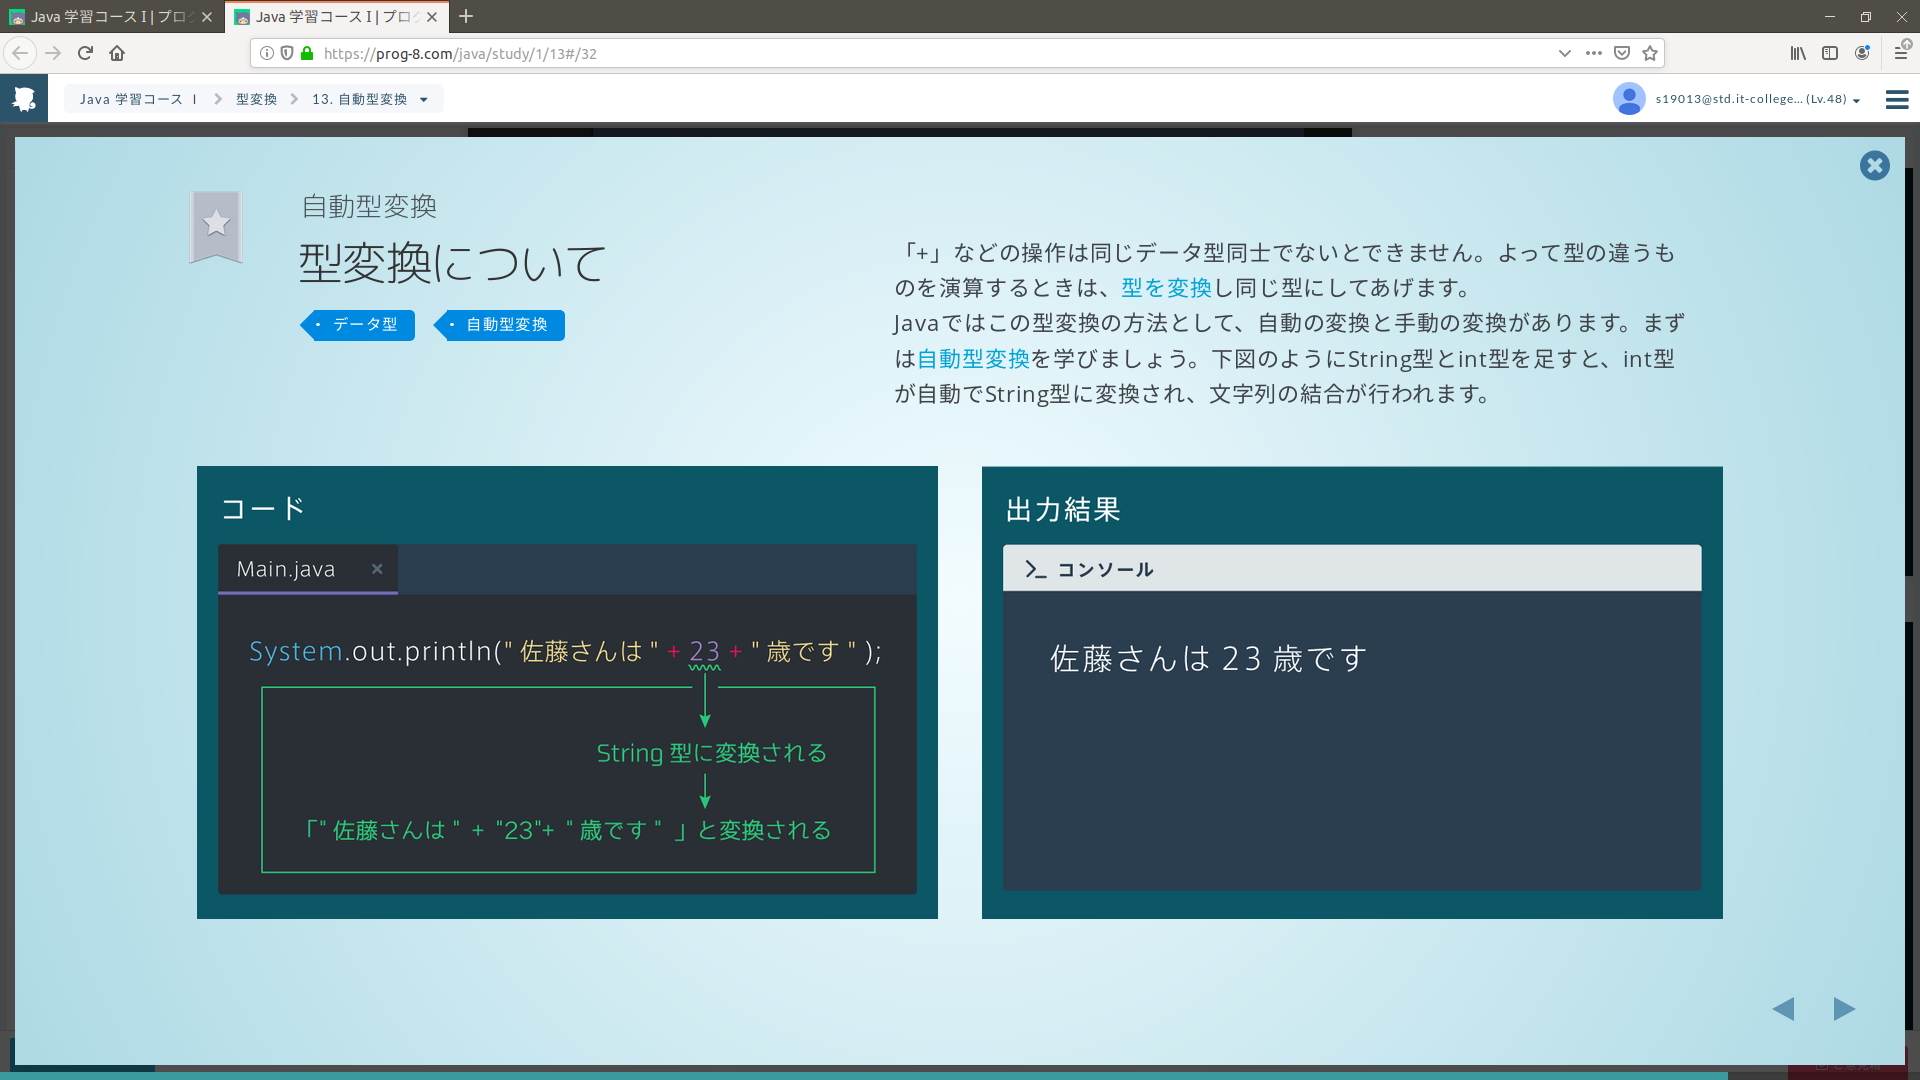 Java 学習コース I | プログ
Java 学習コース I | プログ
https://prog-8.com/java/study/1/13#/32
Java 学習コース I
型変換
13. 自動型変換
s19013@std.it-college... (Lv.48)
自動型変換
型変換について
データ型
自動型変換
「+」などの操作は同じデータ型同士でないとできません。よって型の違うも
のを演算するときは、型を変換し同じ型にしてあげます。
Javaではこの型変換の方法として、自動の変換と手動の変換があります。まず
は自動型変換を学びましょう。下図のようにString型とint型を足すと、int型
が自動でString型に変換され、文字列の結合が行われます。
コード
Main.java
System.out.println(" 佐藤さんは " + 23 + " 歳です " );
String 型に変換される
「" 佐藤さんは " + "23"+ " 歳です " 」と変換される
出力結果
コンソール
佐藤さんは 23 歳です